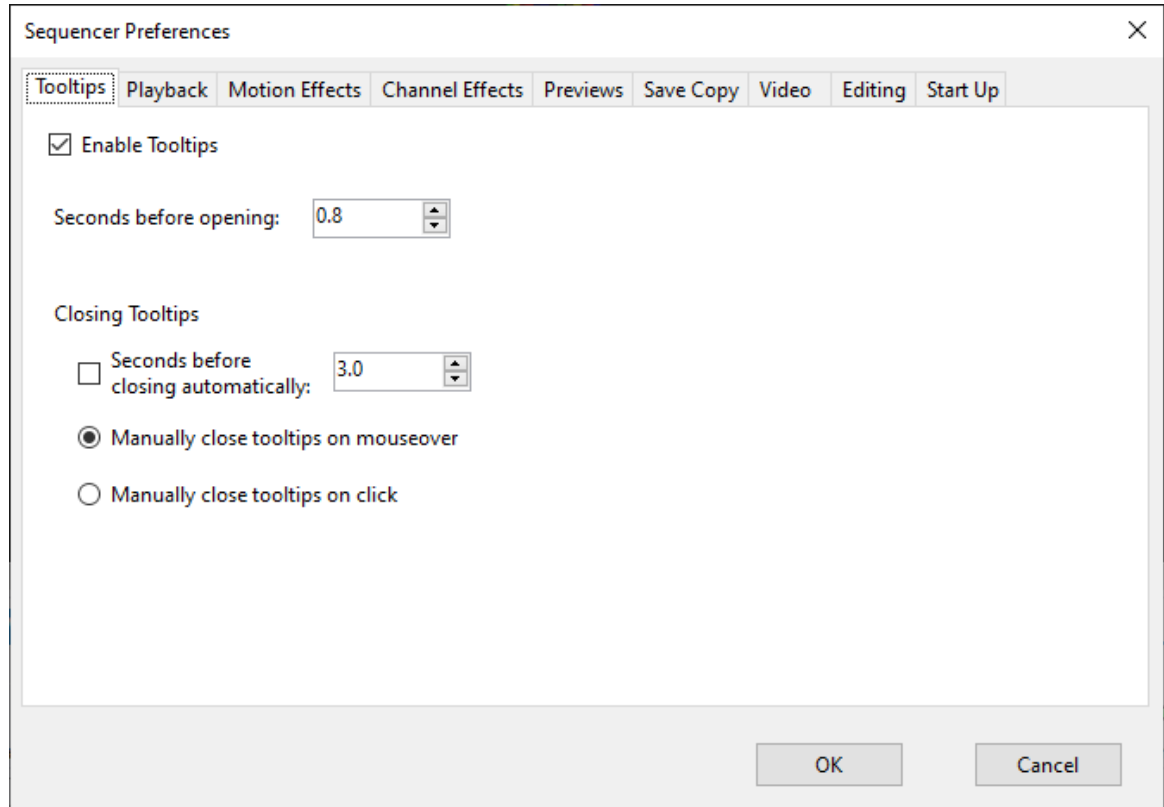 Sequencer Preferences
Tooltips Playback Motion Effects Channel Effects Previews Save Copy Video Editing Start Up
Enable Tooltips
Seconds before opening: 0.8
Closing Tooltips
Seconds before
closing automatically: 3.0
Manually close tooltips on mouseover
Manually close tooltips on click
OK Cancel